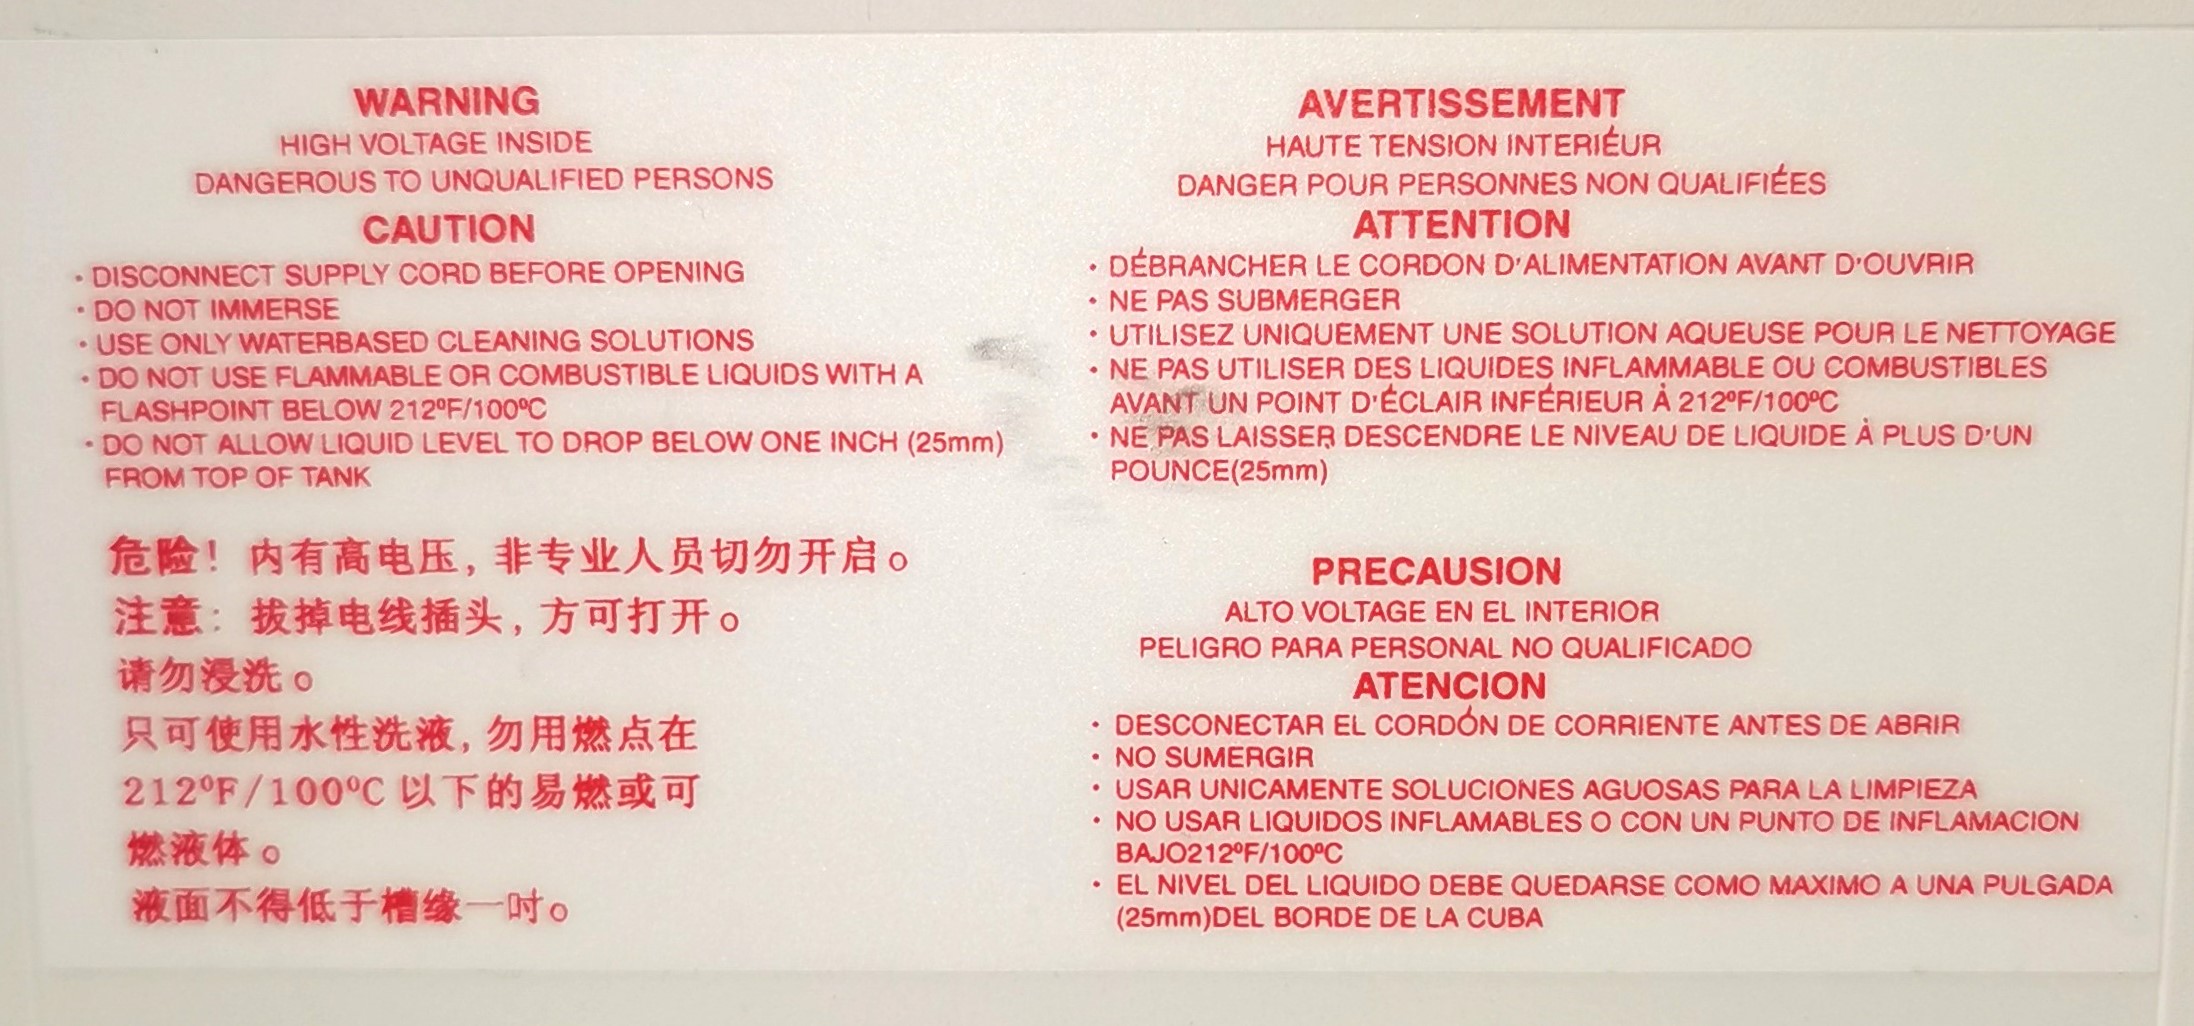 WARNING
HIGH VOLTAGE INSIDE
DANGEROUS TO UNQUALIFIED PERSONS
CAUTION
· DISCONNECT SUPPLY CORD BEFORE OPENING
· DO NOT IMMERSE
· USE ONLY WATERBASED CLEANING SOLUTIONS
· DO NOT USE FLAMMABLE OR COMBUSTIBLE LIQUIDS WITH A
FLASHPOINT BELOW 212ºF/100ºC
· DO NOT ALLOW LIQUID LEVEL TO DROP BELOW ONE INCH (25mm)
FROM TOP OF TANK
危险！内有高电压，非专业人员切勿开启。
注意：拔掉电线插头，方可打开。
请勿浸洗。
只可使用水性洗液，勿用燃点在
212ºF/100ºC 以下的易燃或可
燃液体。
液面不得低于槽缘一吋。
AVERTISSEMENT
HAUTE TENSION INTERIÉUR
DANGER POUR PERSONNES NON QUALIFIÉES
ATTENTION
· DÉBRANCHER LE CORDON D'ALIMENTATION AVANT D'OUVRIR
· NE PAS SUBMERGER
· UTILISEZ UNIQUEMENT UNE SOLUTION AQUEUSE POUR LE NETTOYAGE
· NE PAS UTILISER DES LIQUIDES INFLAMMABLE OU COMBUSTIBLES
AVANT UN POINT D'ÉCLAIR INFÉRIEUR À 212ºF/100ºC
· NE PAS LAISSER DESCENDRE LE NIVEAU DE LIQUIDE À PLUS D'UN
POUNCE(25mm)
PRECAUSION
ALTO VOLTAGE EN EL INTERIOR
PELIGRO PARA PERSONAL NO QUALIFICADO
ATENCION
· DESCONECTAR EL CORDÓN DE CORRIENTE ANTES DE ABRIR
· NO SUMERGIR
· USAR UNICAMENTE SOLUCIONES AGUOSAS PARA LA LIMPIEZA
· NO USAR LIQUIDOS INFLAMABLES O CON UN PUNTO DE INFLAMACION
BAJO212ºF/100ºC
· EL NIVEL DEL LIQUIDO DEBE QUEDARSE COMO MAXIMO A UNA PULGADA
(25mm)DEL BORDE DE LA CUBA